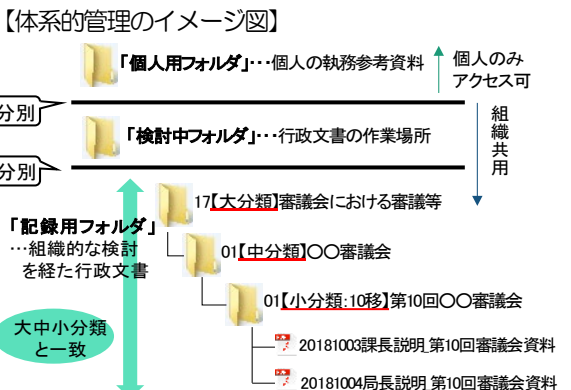 【体系的管理のイメージ図】
「個人用フォルダ」･･･個人の執務参考資料
個人のみ
アクセス可
分別
「検討中フォルダ」･･･行政文書の作業場所
組織共用
分別
17【大分類】審議会における審議等
「記録用フォルダ」
…組織的な検討
を経た行政文書
01【中分類】〇〇審議会
01【小分類：10移】第10回〇〇審議会
大中小分類
と一致
20181003課長説明_第10回審議会資料
20181004局長説明_第10回審議会資料